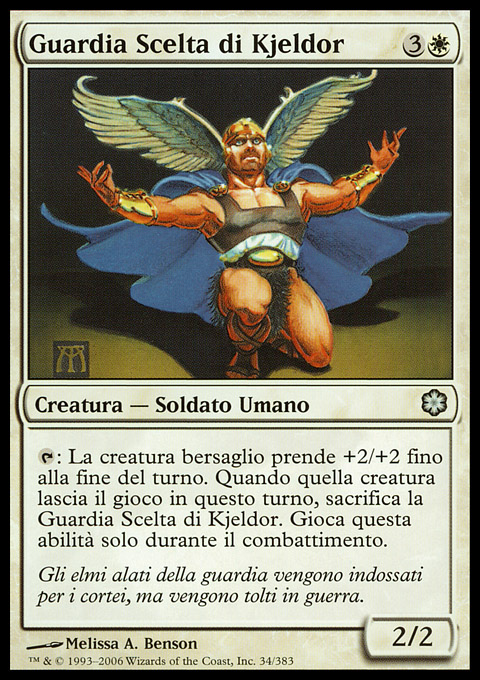 Guardia Scelta di Kjeldor 3
Creatura — Soldato Umano
: La creatura bersaglio prende +2/+2 fino
alla fine del turno. Quando quella creatura
lascia il gioco in questo turno, sacrifica la
Guardia Scelta di Kjeldor. Gioca questa
abilità solo durante il combattimento.
Gli elmi alati della guardia vengono indossati
per i cortei, ma vengono tolti in guerra.
Melissa A. Benson
2/2
™ & © 1993–2006 Wizards of the Coast, Inc. 34/383